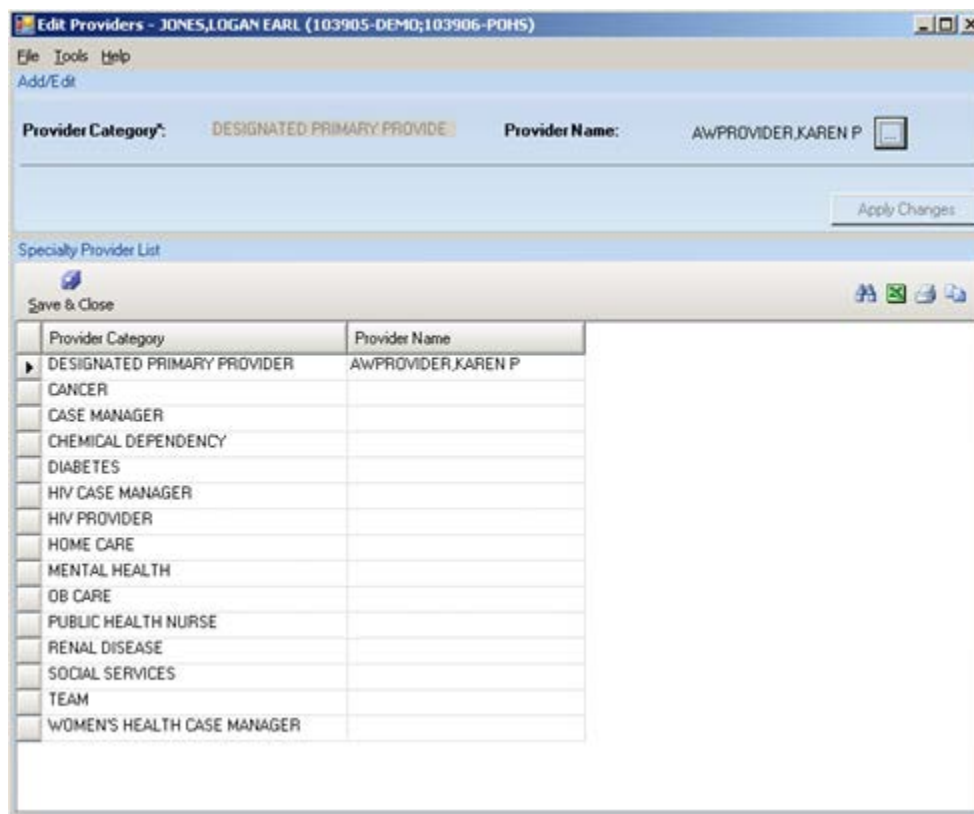 Edit Providers - JONES,LOGAN EARL (103905-DEMO;103906-POHS)
File Tools Help
Add/Edit
Provider Category*: DESIGNATED PRIMARY PROVIDE Provider Name: AWPROVIDER,KAREN P ...
Apply Changes
Specialty Provider List
Save & Close
Provider Category Provider Name
DESIGNATED PRIMARY PROVIDER AWPROVIDER,KAREN P
CANCER
CASE MANAGER
CHEMICAL DEPENDENCY
DIABETES
HIV CASE MANAGER
HIV PROVIDER
HOME CARE
MENTAL HEALTH
OB CARE
PUBLIC HEALTH NURSE
RENAL DISEASE
SOCIAL SERVICES
TEAM
WOMEN'S HEALTH CASE MANAGER